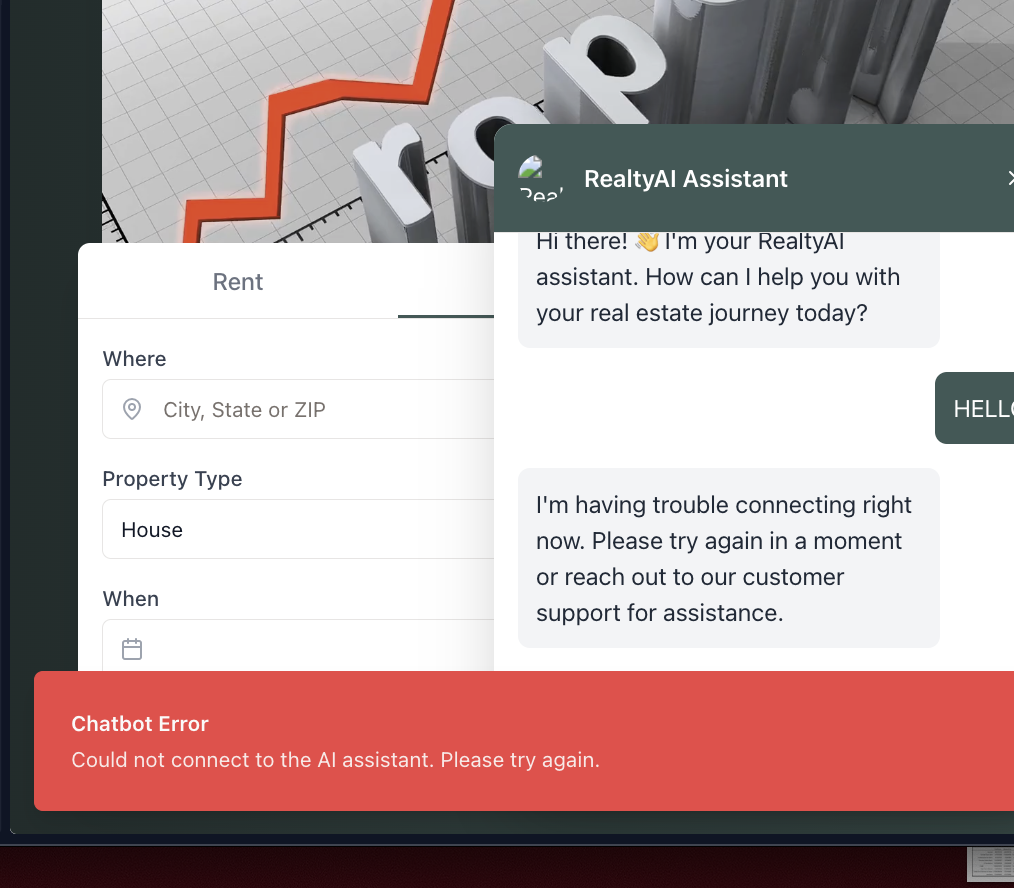 rop
RealtyAI Assistant
Hi there! 👋 I'm your RealtyAI
assistant. How can I help you with
your real estate journey today?
Rent
Where
City, State or ZIP
Property Type
House
When
I'm having trouble connecting right
now. Please try again in a moment
or reach out to our customer
support for assistance.
Chatbot Error
Could not connect to the AI assistant. Please try again.